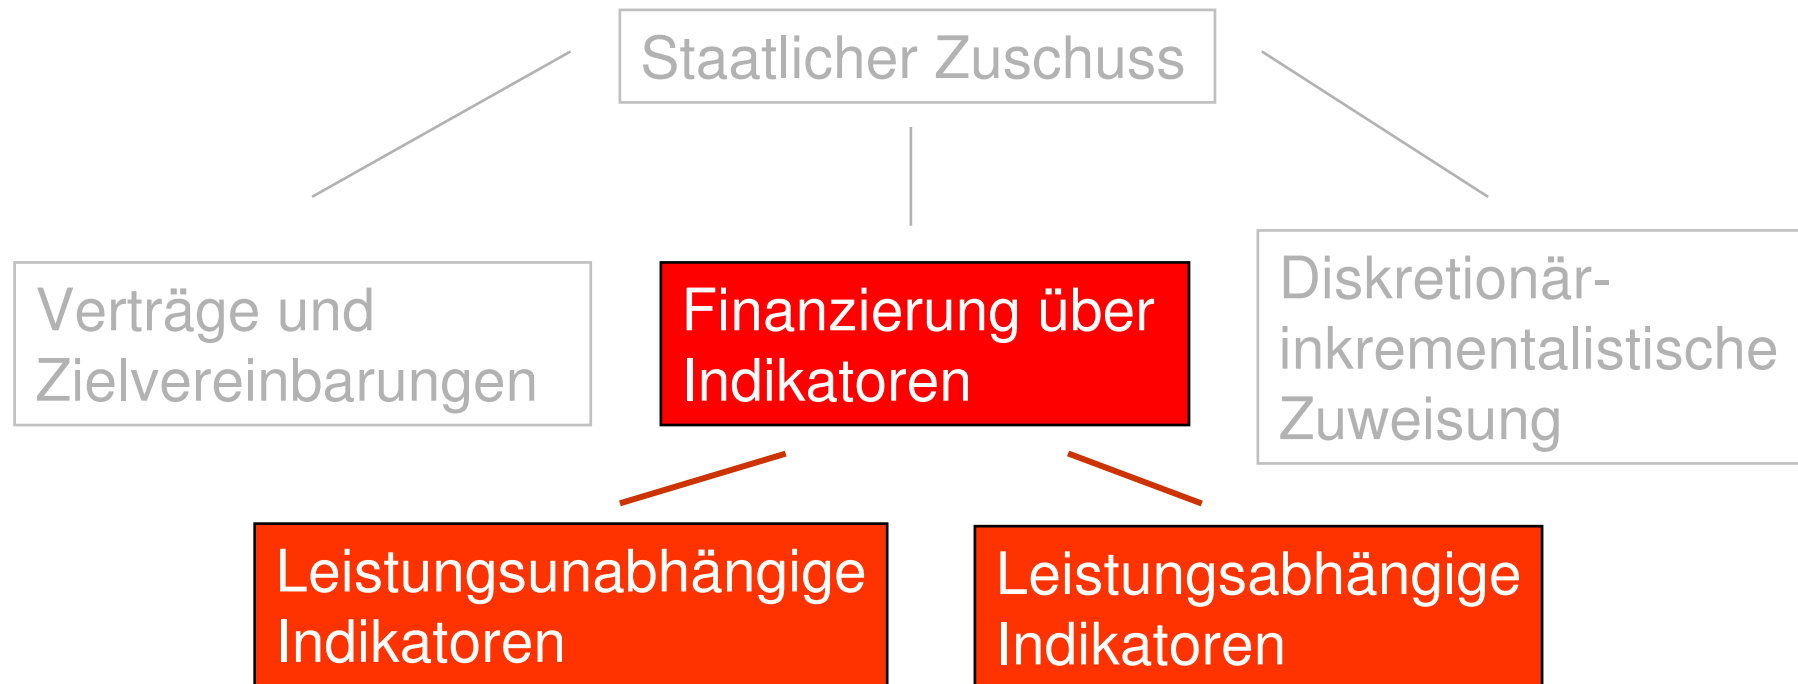 Staatlicher Zuschuss
Verträge und
Zielvereinbarungen
Finanzierung über
Indikatoren
Diskretionär-
inkrementalistische
Zuweisung
Leistungsunabhängige
Indikatoren
Leistungsabhängige
Indikatoren